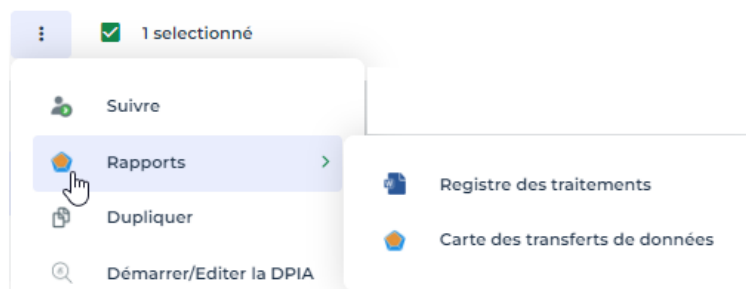 1 selectionné
Suivre
Rapports
Registre des traitements
Carte des transferts de données
Dupliquer
Démarrer/Editer la DPIA